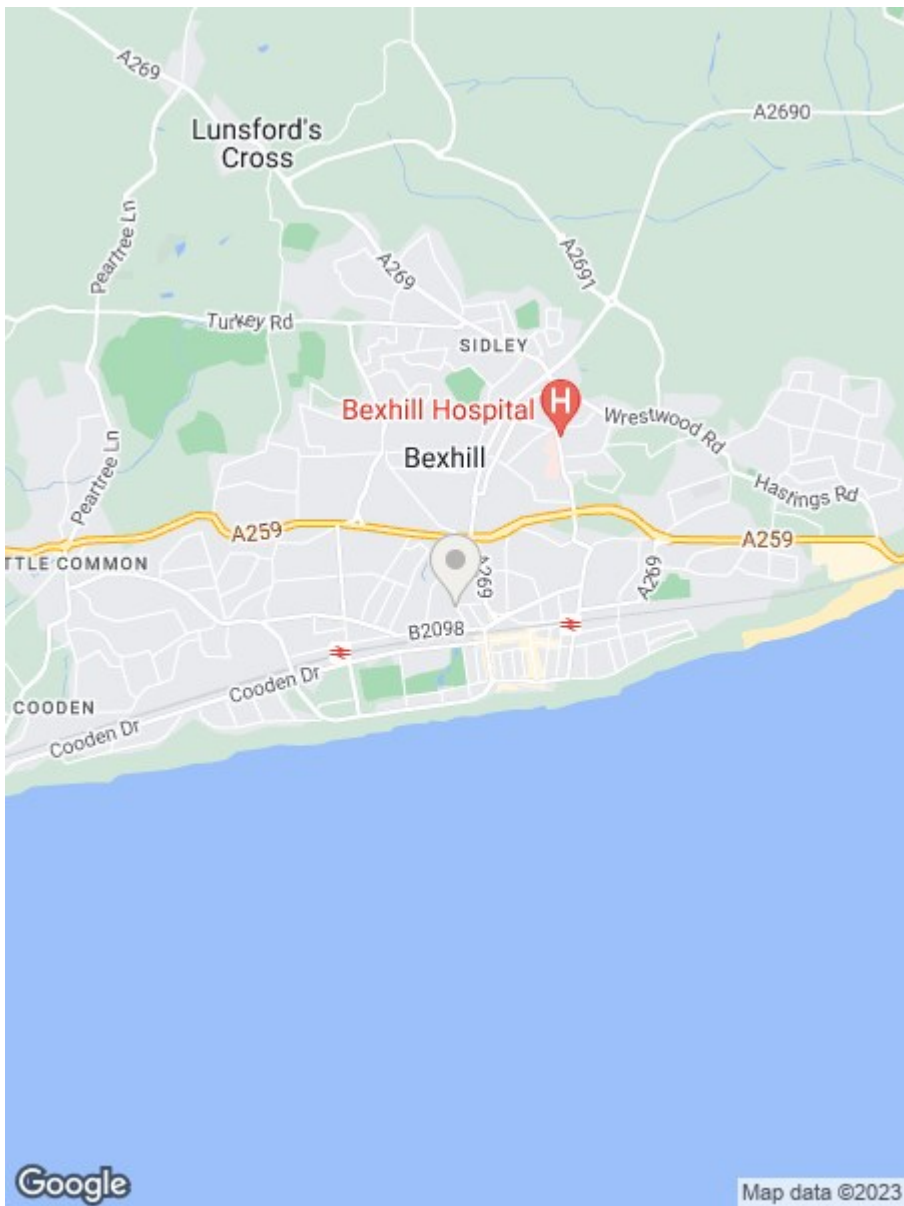 A269
A2690
Lunsford's
Cross
Peartree Ln
A2691
A269
Turkey Rd
SIDLEY
Bexhill Hospital
H
Wrestwood Rd
Bexhill
Peartree Ln
Hastings Rd
A259
A259
TTLE COMMON
A269
A269
B2098
Cooden Dr
COODEN
Cooden Dr
Google
Map data ©2023